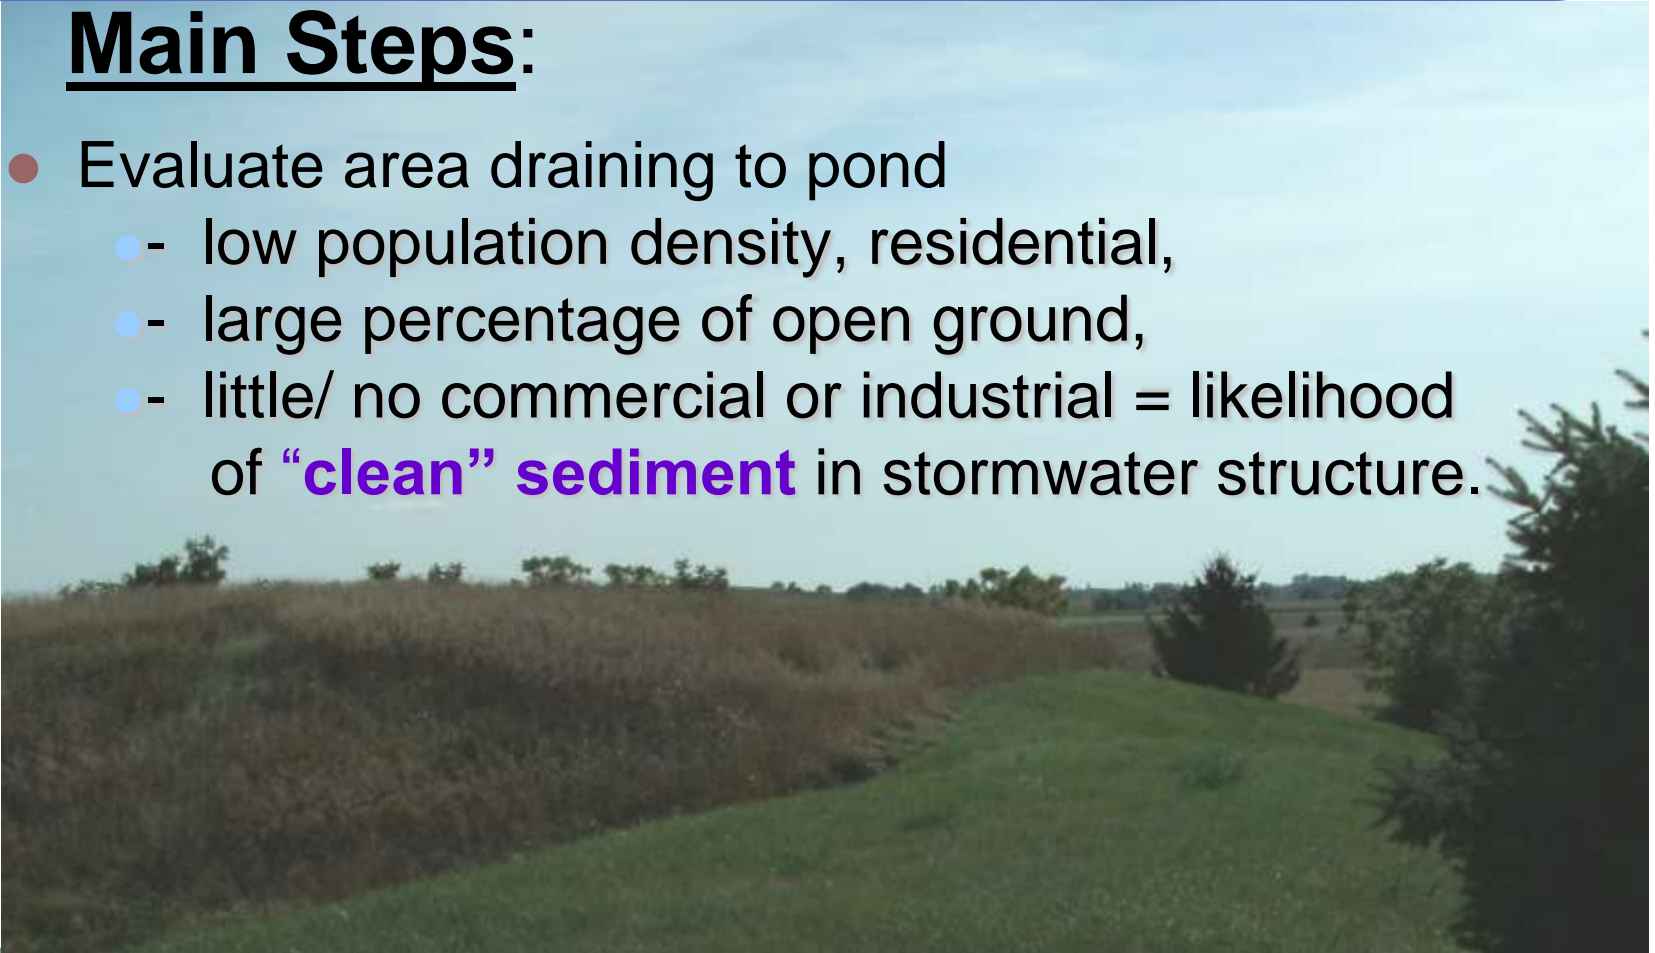 Main Steps:
● Evaluate area draining to pond
●- low population density, residential,
●- large percentage of open ground,
●- little/ no commercial or industrial = likelihood
of “clean” sediment in stormwater structure.